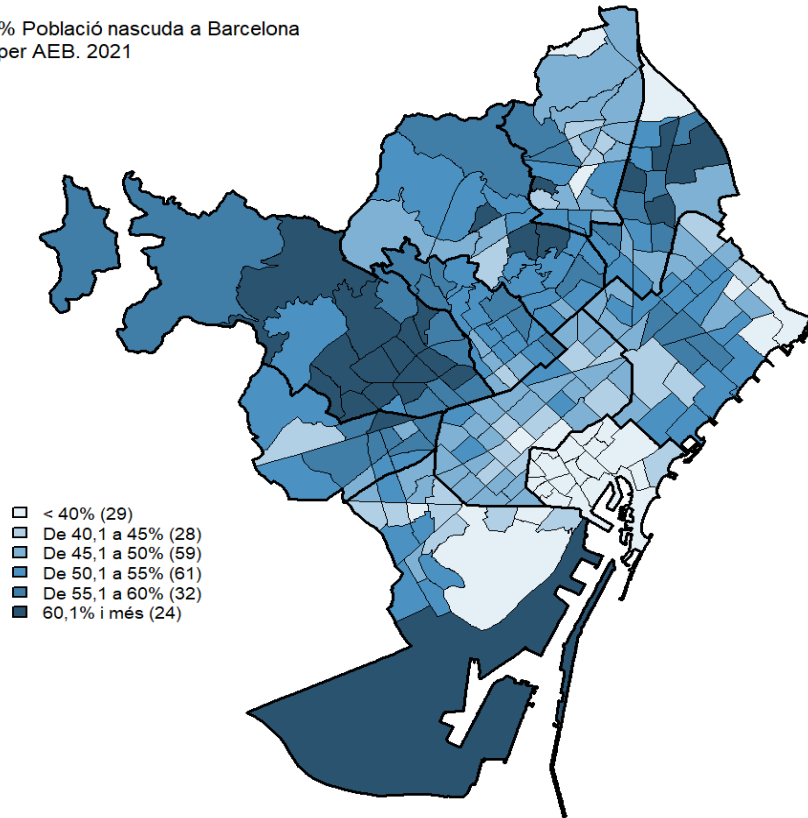 % Població nascuda a Barcelona
per AEB. 2021
< 40% (29)
De 40,1 a 45% (28)
De 45,1 a 50% (59)
De 50,1 a 55% (61)
De 55,1 a 60% (32)
60,1% i més (24)